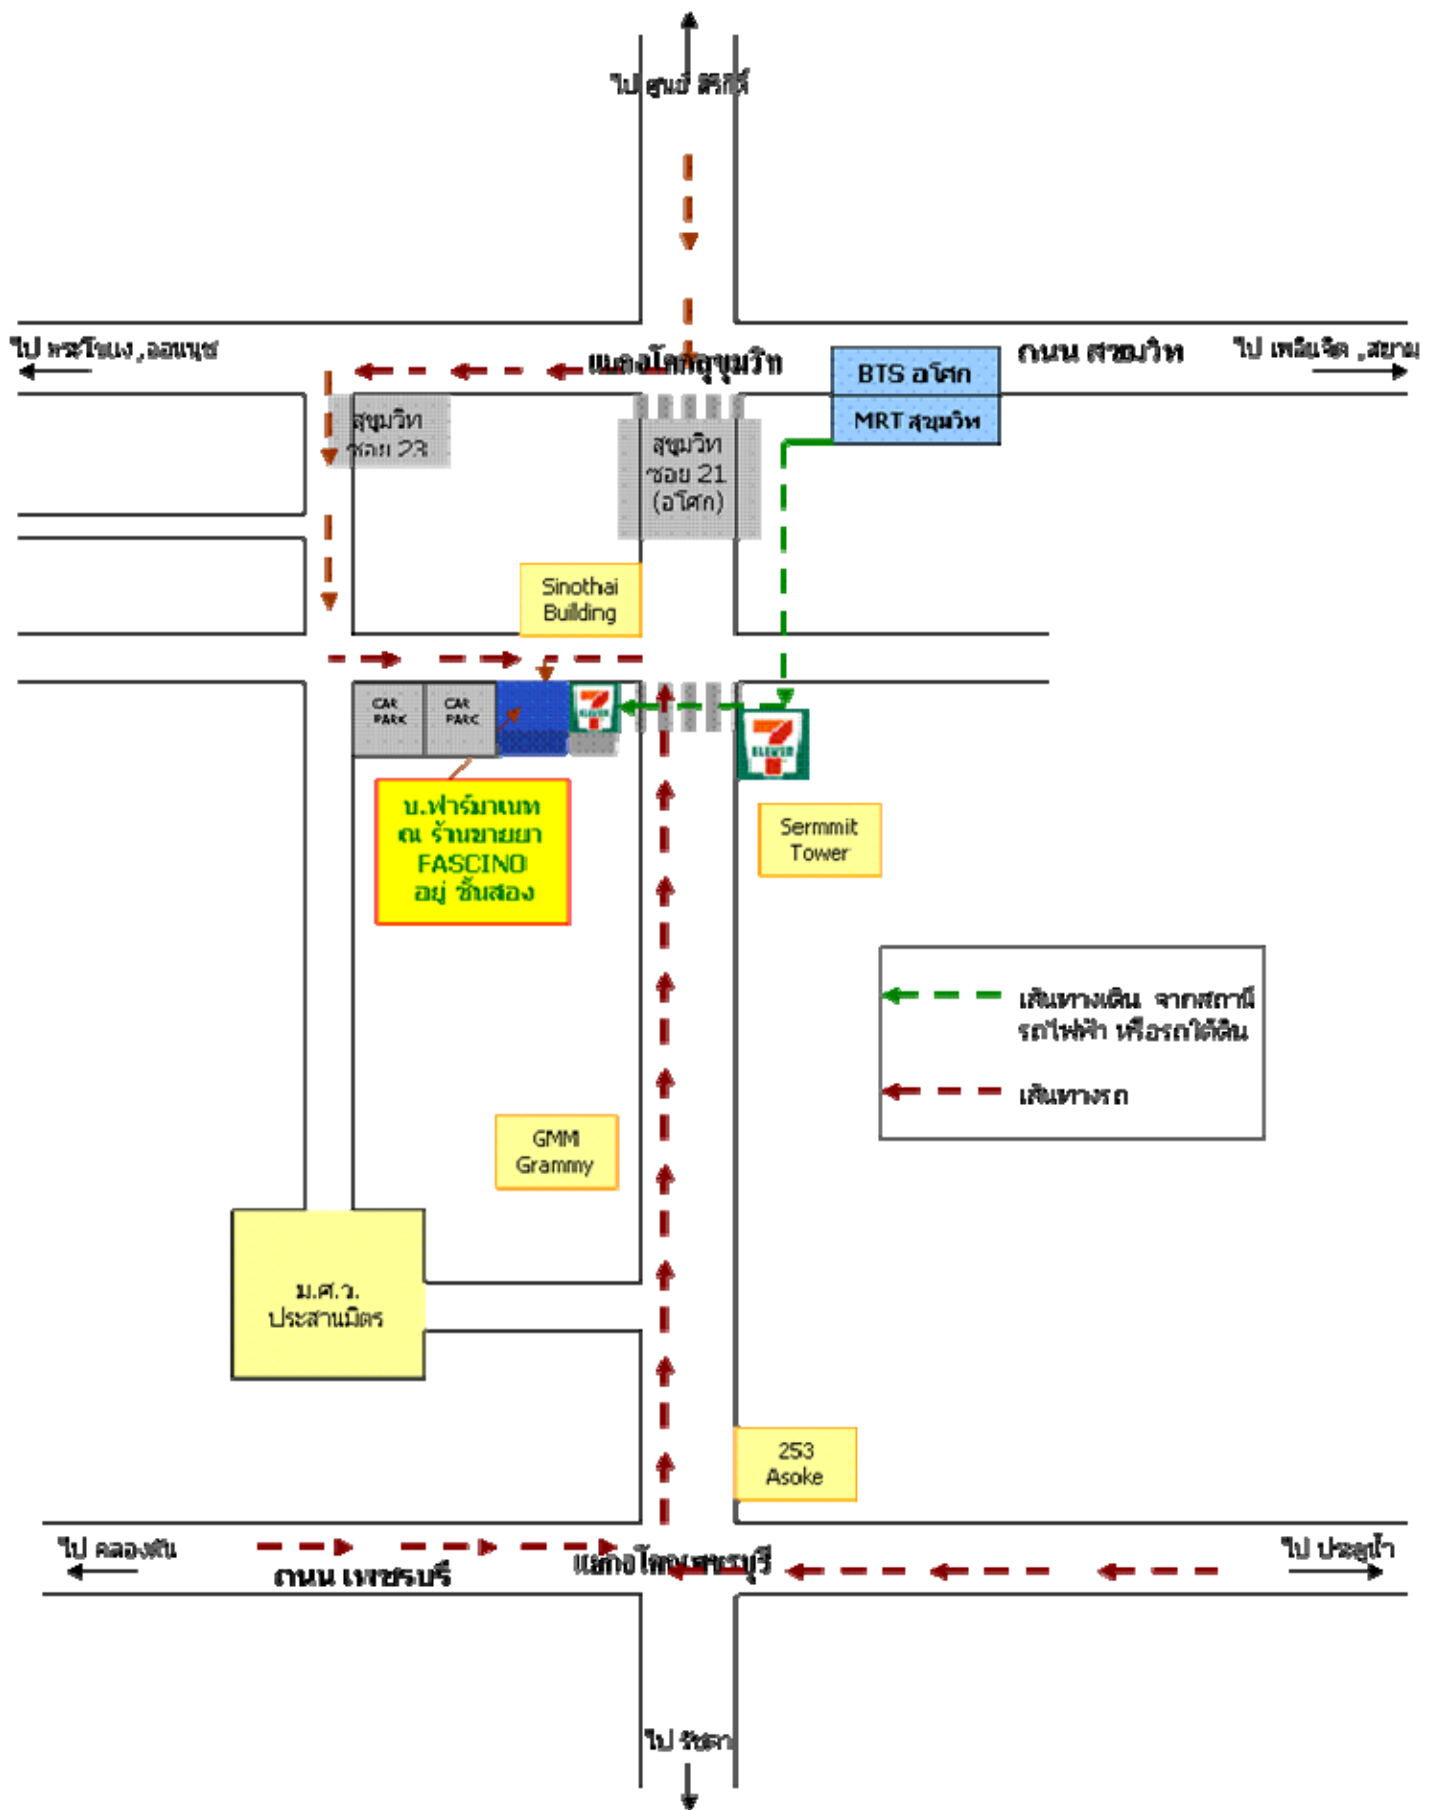 ไป ศูนย์ สิริกิติ์
ไป พระโขนง ,ออนนุช
แยกอโศกสุขุมวิท
ถนน สุขุมวิท
ไป เพลินจิต ,สยาม
BTS อโศก
MRT สุขุมวิท
สุขุมวิท
ซอย 23
สุขุมวิท
ซอย 21
(อโศก)
Sinothai
Building
CAR
PARK
CAR
PARK
7
ELEVEN
7
ELEVEN
บ.ฟาร์มาเนท
ณ ร้านขายยา
FASCINO
อยู่ ชั้นสอง
Sermmit
Tower
เส้นทางเดิน จากสถานี
รถไฟฟ้า หรือรถใต้ดิน
เส้นทางรถ
GMM
Grammy
ม.ศ.ว.
ประสานมิตร
253
Asoke
ไป คลองตัน
ถนน เพชรบุรี
แยกอโศกเพชรบุรี
ไป ประตูน้ำ
ไป รัชดา